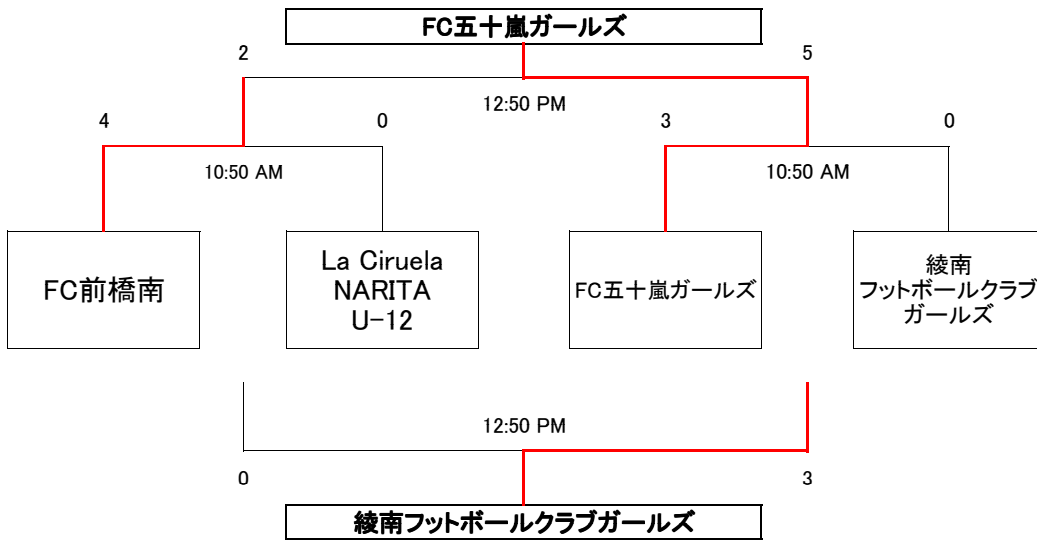 FC五十嵐ガールズ
2
5
12:50 PM
4
0
3
0
10:50 AM
10:50 AM
FC前橋南
La Ciruela
NARITA
U-12
FC五十嵐ガールズ
綾南
フットボールクラブ
ガールズ
12:50 PM
0
3
綾南フットボールクラブガールズ